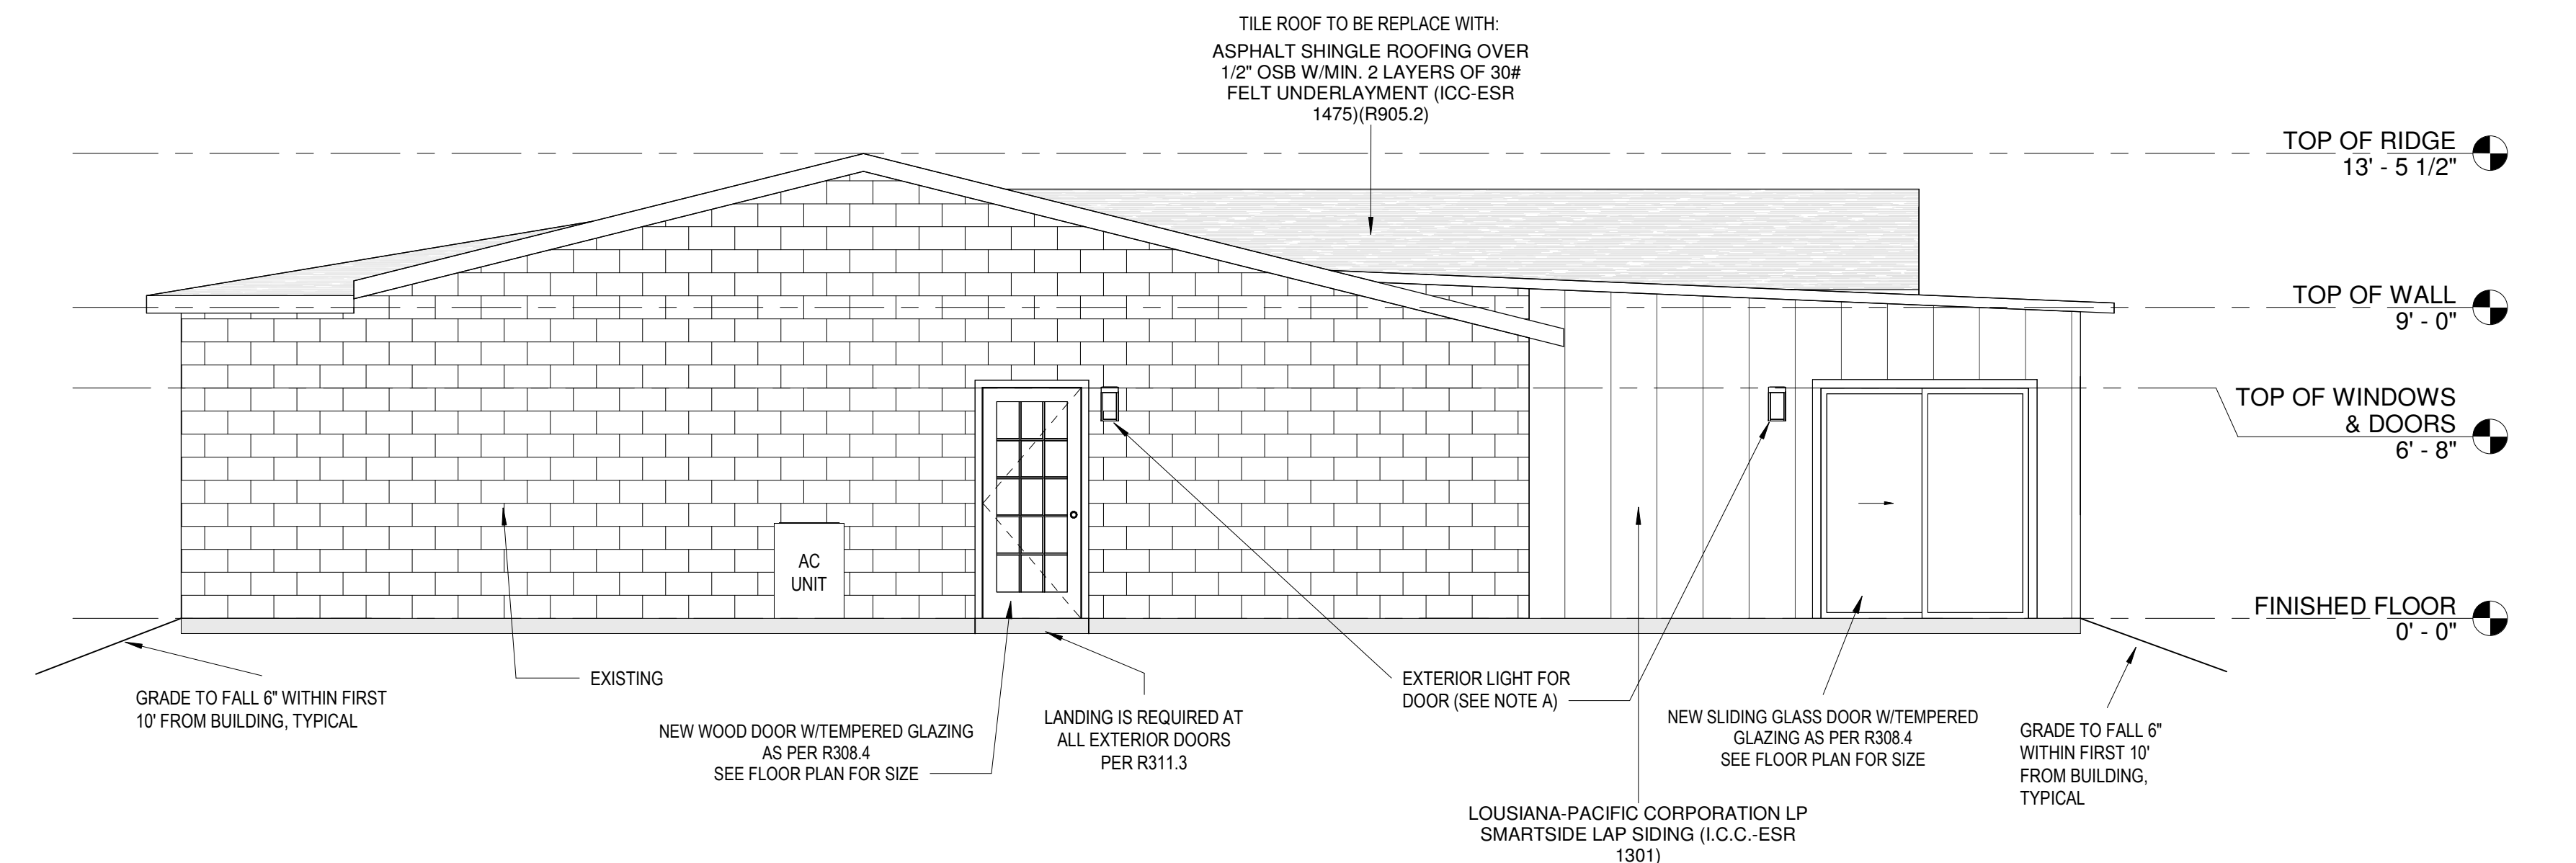 TILE ROOF TO BE REPLACE WITH:
ASPHALT SHINGLE ROOFING OVER
1/2" OSB W/MIN. 2 LAYERS OF 30#
FELT UNDERLAYMENT (ICC-ESR
1475)(R905.2)
TOP OF RIDGE
13' - 5 1/2"
TOP OF WALL
9' - 0"
TOP OF WINDOWS
& DOORS
6' - 8"
FINISHED FLOOR
0' - 0"
AC
UNIT
GRADE TO FALL 6" WITHIN FIRST
10' FROM BUILDING, TYPICAL
EXISTING
NEW WOOD DOOR W/TEMPERED GLAZING
AS PER R308.4
SEE FLOOR PLAN FOR SIZE
LANDING IS REQUIRED AT
ALL EXTERIOR DOORS
PER R311.3
EXTERIOR LIGHT FOR
DOOR (SEE NOTE A)
LOUSIANA-PACIFIC CORPORATION LP
SMARTSIDE LAP SIDING (I.C.C.-ESR
1301)
NEW SLIDING GLASS DOOR W/TEMPERED
GLAZING AS PER R308.4
SEE FLOOR PLAN FOR SIZE
GRADE TO FALL 6"
WITHIN FIRST 10'
FROM BUILDING,
TYPICAL